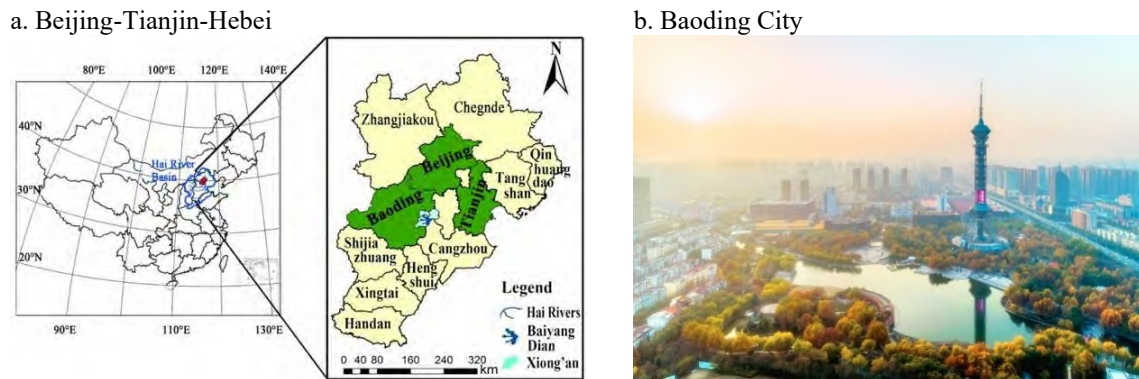 a. Beijing-Tianjin-Hebei
b. Baoding City
80°E 100°E 120°E 140°E
40°N
30°N
20°N
90°E 110°E 130°E
Hai River
Basin
N
Zhangjiakou
Chegnde
Beijing
Qin
huang
dao
Tang
shan
Baoding
Tianjig
Shijia
zhuang
Cangzhou
Heng
shui
Xingtai
Handan
Legend
Hai Rivers
Baiyang
Dian
Xiong'an
0 40 80 160 240 320
km